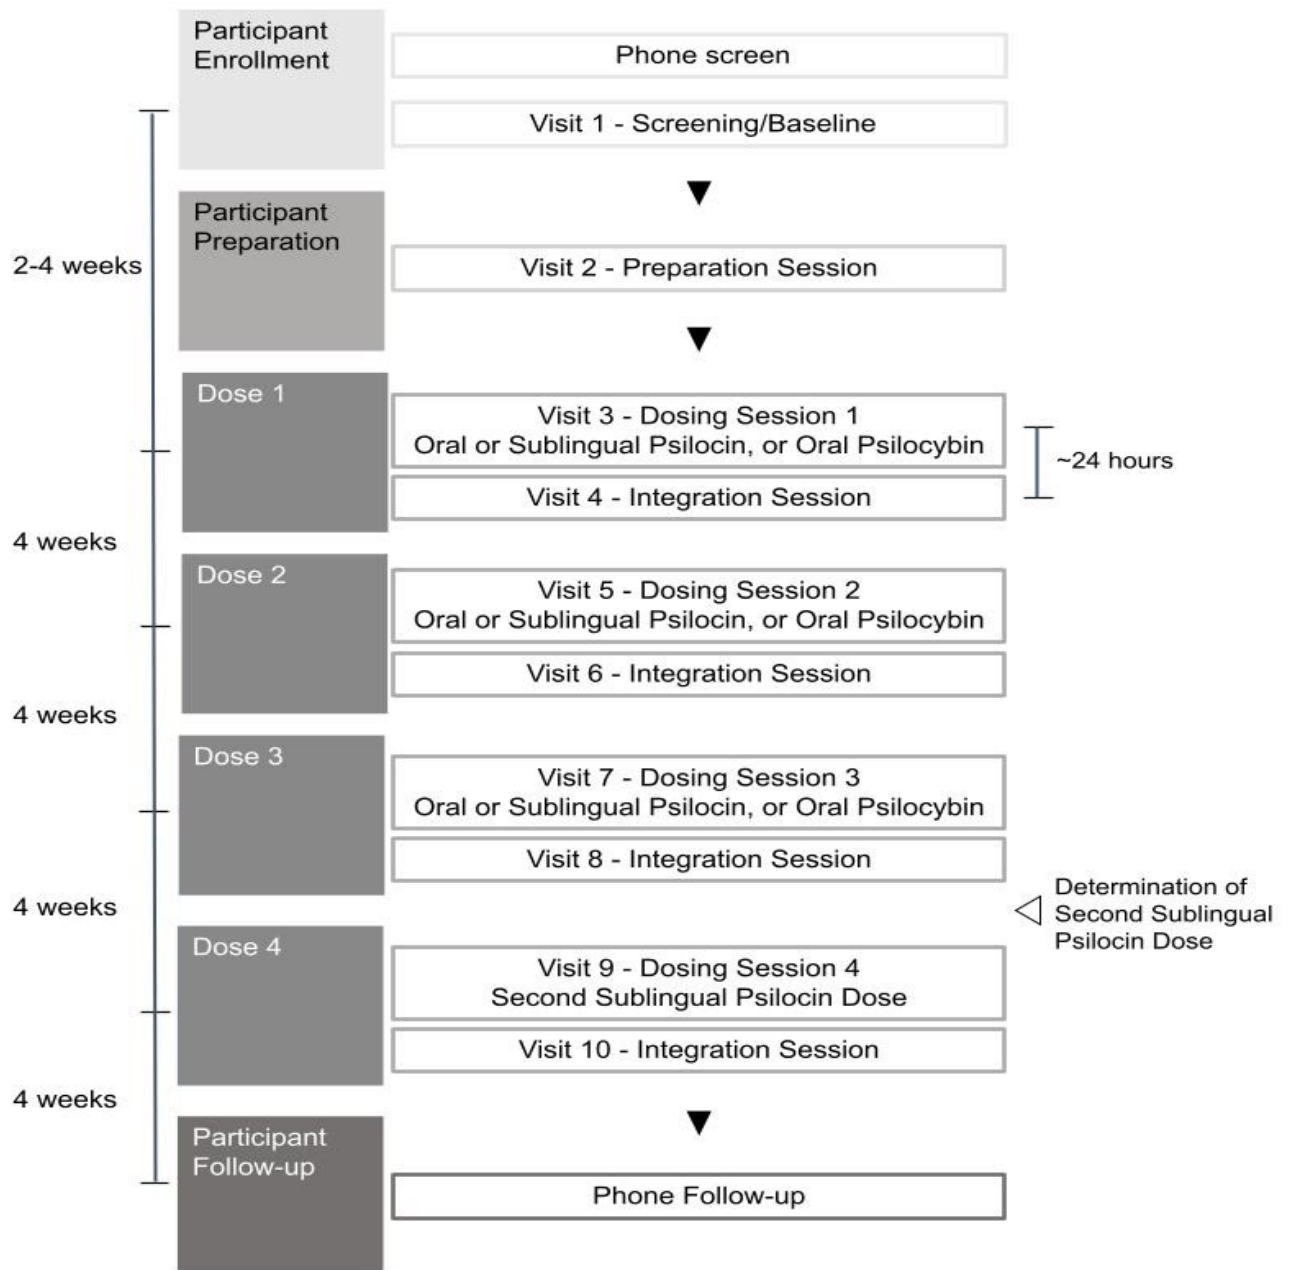 Participant
Enrollment
Phone screen
Visit 1 - Screening/Baseline
Participant
Preparation
2-4 weeks
Visit 2 - Preparation Session
Dose 1
Visit 3 - Dosing Session 1
Oral or Sublingual Psilocin, or Oral Psilocybin
~24 hours
Visit 4 - Integration Session
4 weeks
Dose 2
Visit 5 - Dosing Session 2
Oral or Sublingual Psilocin, or Oral Psilocybin
Visit 6 - Integration Session
4 weeks
Dose 3
Visit 7 - Dosing Session 3
Oral or Sublingual Psilocin, or Oral Psilocybin
Visit 8 - Integration Session
4 weeks
Determination of
Second Sublingual
Psilocin Dose
Dose 4
Visit 9 - Dosing Session 4
Second Sublingual Psilocin Dose
Visit 10 - Integration Session
4 weeks
Participant
Follow-up
Phone Follow-up